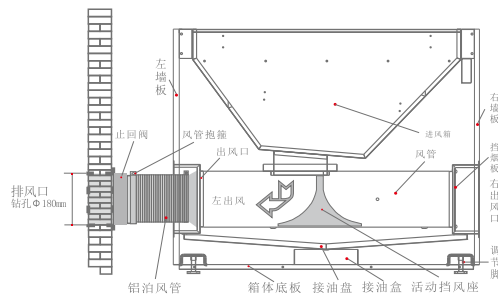 左墙板
右墙板
止回阀
风管抱箍
出风口
进风箱
风管
挡烟板
右出风口
排风口
钻孔Φ180mm
左出风
调节脚
铝泊风管
箱体底板
接油盘
接油盒
活动挡风座